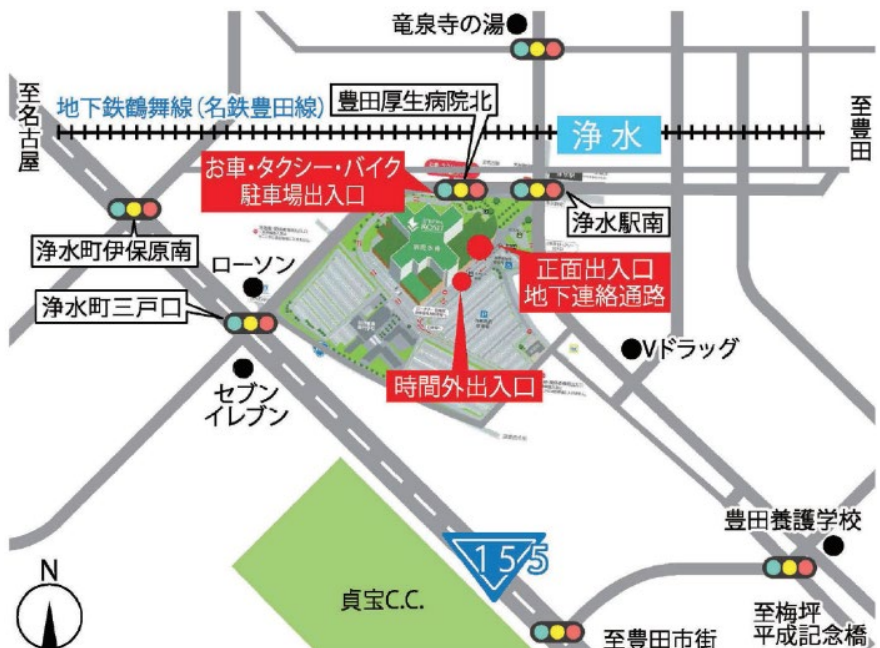 竜泉寺の湯
至名古屋
地下鉄鶴舞線(名鉄豊田線)
豊田厚生病院北
浄水
至豊田
お車・タクシー・バイク
駐車場出入口
浄水町伊保原南
浄水駅南
ローソン
正面出入口
地下連絡通路
浄水町三戸口
Vドラッグ
セブン
イレブン
時間外出入口
155
豊田養護学校
N
貞宝C.C.
至豊田市街
至梅坪
平成記念橋